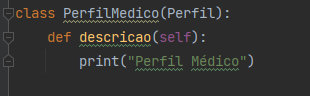 class PerfilMedico(Perfil):
    def descricao(self):
        print("Perfil Médico")